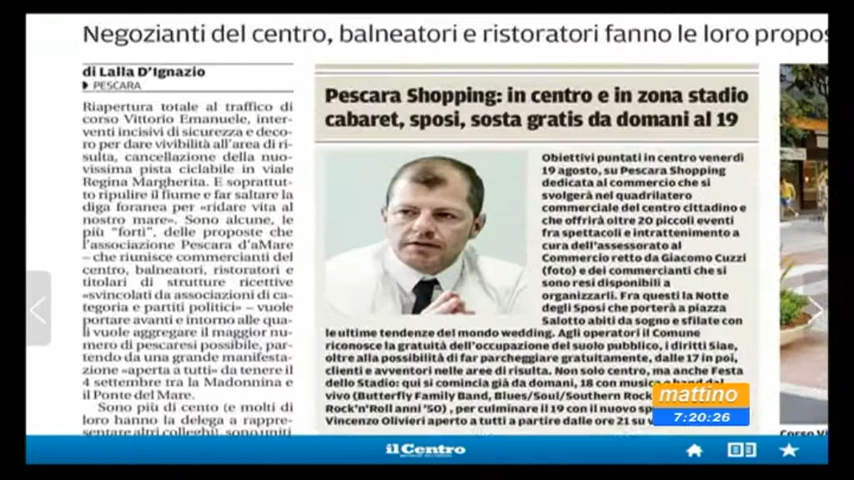 Negozianti del centro, balneatori e ristoratori fanno le loro propos
di Lalla D'Ignazio
PESCARA
Riapertura totale al traffico di
corso Vittorio Emanuele, inter-
venti incisivi di sicurezza e deco-
ro per dare vivibilità all'area di ri-
sulta, cancellazione della nuo-
vissima pista ciclabile in viale
Regina Margherita. E soprattut-
to ripulire il fiume e far saltare la
diga foranea per «ridare vita al
nostro mare». Sono alcune, le
più "forti", delle proposte che
l'associazione Pescara d'aMare
– che riunisce commercianti del
centro, balneatori, ristoratori e
titolari di strutture ricettive
«svincolati da associazioni di ca-
tegoria e partiti politici» – vuole
portare avanti e intorno alle qua-
li vuole aggregare il maggior nu-
mero di pescaresi possibile, par-
tendo da una grande manifesta-
zione «aperta a tutti» da tenere il
4 settembre tra la Madonnina e
il Ponte del Mare.
Sono più di cento (e molti di
loro hanno la delega a rappre-
sentare altri colleghi), sono uniti
Pescara Shopping: in centro e in zona stadio
cabaret, sposi, sosta gratis da domani al 19
Obiettivi puntati in centro venerdì
19 agosto, su Pescara Shopping
dedicata al commercio che si
svolgerà nel quadrilatero
commerciale del centro cittadino e
che offrirà oltre 20 piccoli eventi
fra spettacoli e intrattenimento a
cura dell'assessorato al
Commercio retto da Giacomo Cuzzi
(foto) e dei commercianti che si
sono resi disponibili a
organizzarli. Fra questi la Notte
degli Sposi che porterà a piazza
Salotto abiti da sogno e sfilate con
le ultime tendenze del mondo wedding. Agli operatori il Comune
riconosce la gratuità dell'occupazione del suolo pubblico, i diritti Siae,
oltre alla possibilità di far parcheggiare gratuitamente, dalle 17 in poi,
clienti e avventori nelle aree di risulta. Non solo centro, ma anche Festa
dello Stadio: qui si comincia già da domani, 18 con musica e band dal
vivo (Butterfly Family Band, Blues/Soul/Southern Rock
Rock'n'Roll anni '50) , per culminare il 19 con il nuovo sp
Vincenzo Olivieri aperto a tutti a partire dalle ore 21 su v
mattino
7:20:26
Corso Vi
il Centro